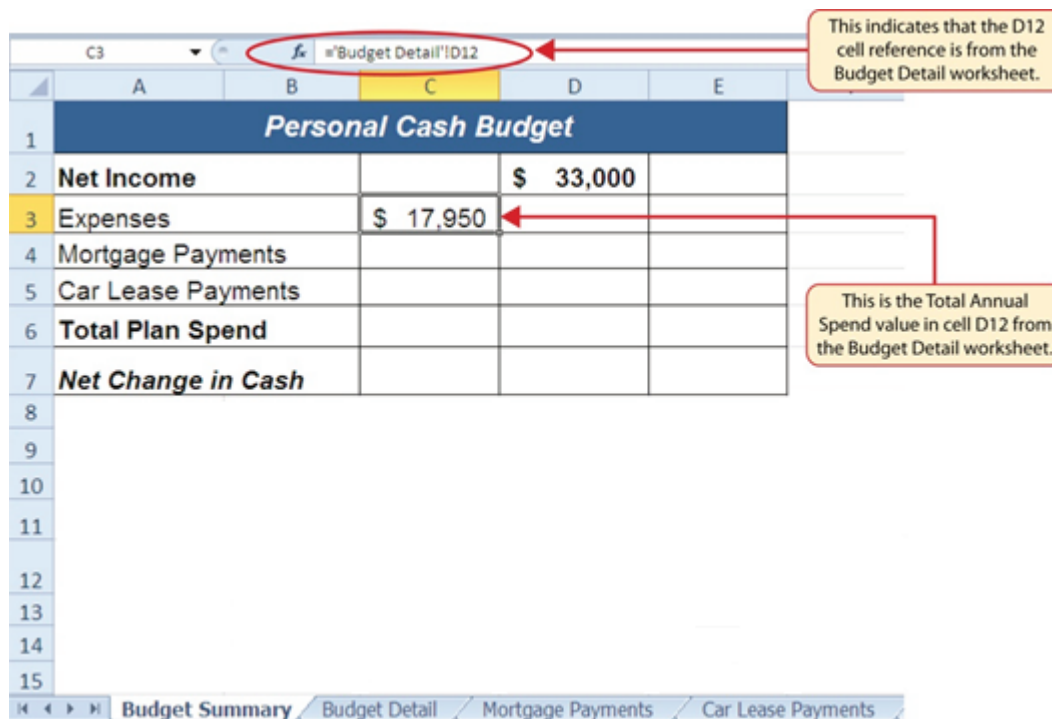 This indicates that the D12
cell reference is from the
Budget Detail worksheet.
C3 fx ='Budget Detail'!D12
A B C D E
1 Personal Cash Budget
2 Net Income $ 33,000
3 Expenses $ 17,950
4 Mortgage Payments
5 Car Lease Payments
6 Total Plan Spend
7 Net Change in Cash
This is the Total Annual
Spend value in cell D12 from
the Budget Detail worksheet.
8
9
10
11
12
13
14
15
Budget Summary Budget Detail Mortgage Payments Car Lease Payments